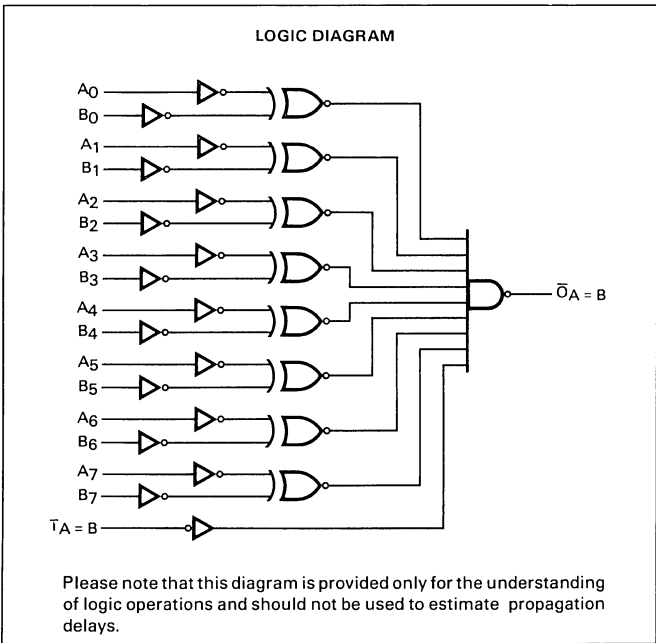 LOGIC DIAGRAM
A0
B0
A1
B1
A2
B2
A3
B3
A4
B4
A5
B5
A6
B6
A7
B7
I̅A = B
O̅A = B
Please note that this diagram is provided only for the understanding
of logic operations and should not be used to estimate propagation
delays.